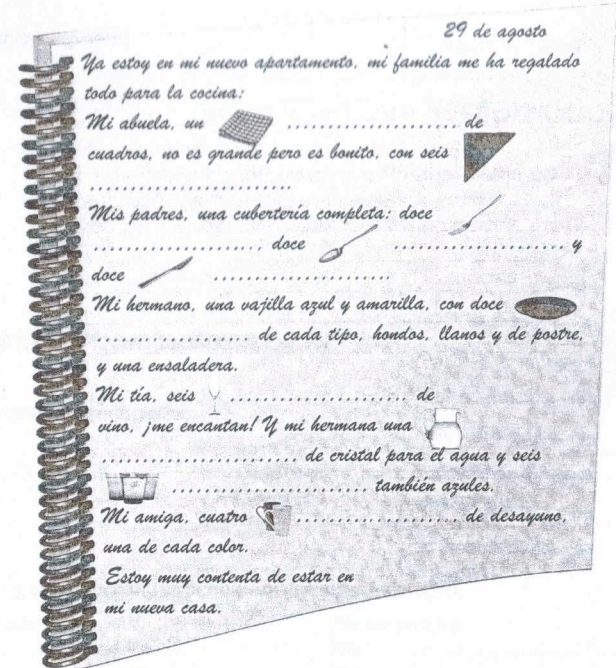 29 de agosto
Ya estoy en mi nuevo apartamento, mi familia me ha regalado
todo para la cocina:
Mi abuela, un ...................... de
cuadros, no es grande pero es bonito, con seis
..........................
Mis padres, una cubertería completa: doce
....................., doce ...................... y
doce ......................
Mi hermano, una vajilla azul y amarilla, con doce
.................... de cada tipo, hondos, llanos y de postre,
y una ensaladera.
Mi tía, seis ......................... de
vino, ¡me encantan! Y mi hermana una
........................ de cristal para el agua y seis
........................ también azules.
Mi amiga, cuatro .................... de desayuno,
una de cada color.
Estoy muy contenta de estar en
mi nueva casa.